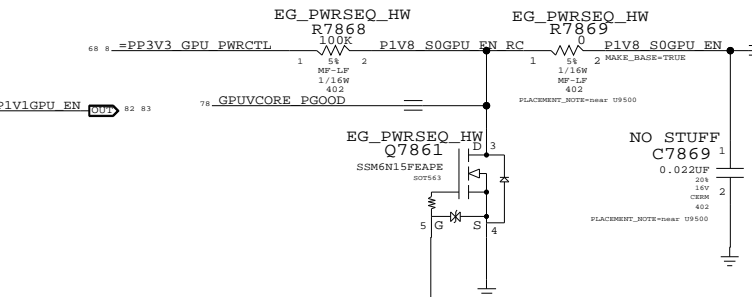 EG_PWRSEQ_HW
R7868
100K
68 8 =PP3V3_GPU_PWRCTL
1 2
5%
1/16W
MF-LF
402
P1V8_S0GPU_EN_RC
EG_PWRSEQ_HW
R7869
0
1 2
5%
1/16W
MF-LF
402
PLACEMENT_NOTE=near U9500
P1V8_S0GPU_EN
MAKE_BASE=TRUE
P1V1GPU_EN OUT 82 83
78 GPUVCORE_PGOOD
EG_PWRSEQ_HW
Q7861
SSM6N15FEAPE
SOT563
D 3
5 G S 4
NO STUFF
C7869 1
0.022UF
20%
16V
2
CERM
402
PLACEMENT_NOTE=near U9500